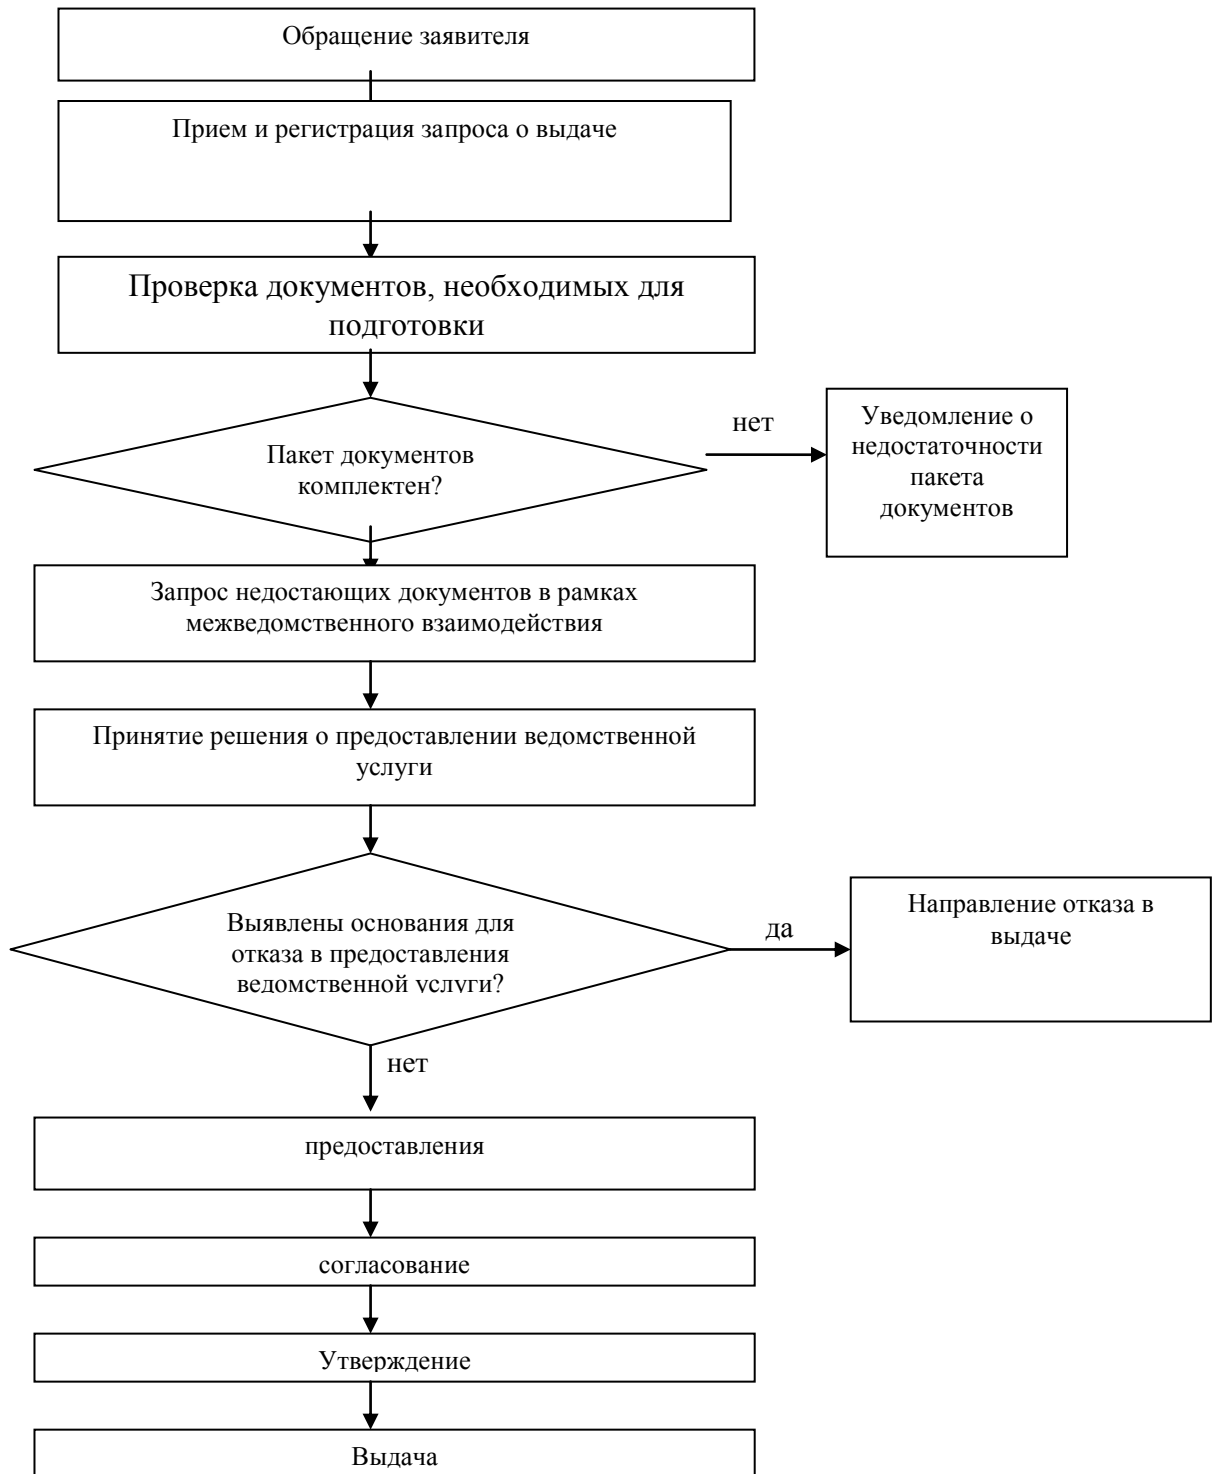 Обращение заявителя
Прием и регистрация запроса о выдаче
Проверка документов, необходимых для
подготовки
Пакет документов
комплектен?
нет
Уведомление о
недостаточности
пакета
документов
Запрос недостающих документов в рамках
межведомственного взаимодействия
Принятие решения о предоставлении ведомственной
услуги
Выявлены основания для
отказа в предоставления
ведомственной услуги?
да
Направление отказа в
выдаче
нет
предоставления
согласование
Утверждение
Выдача